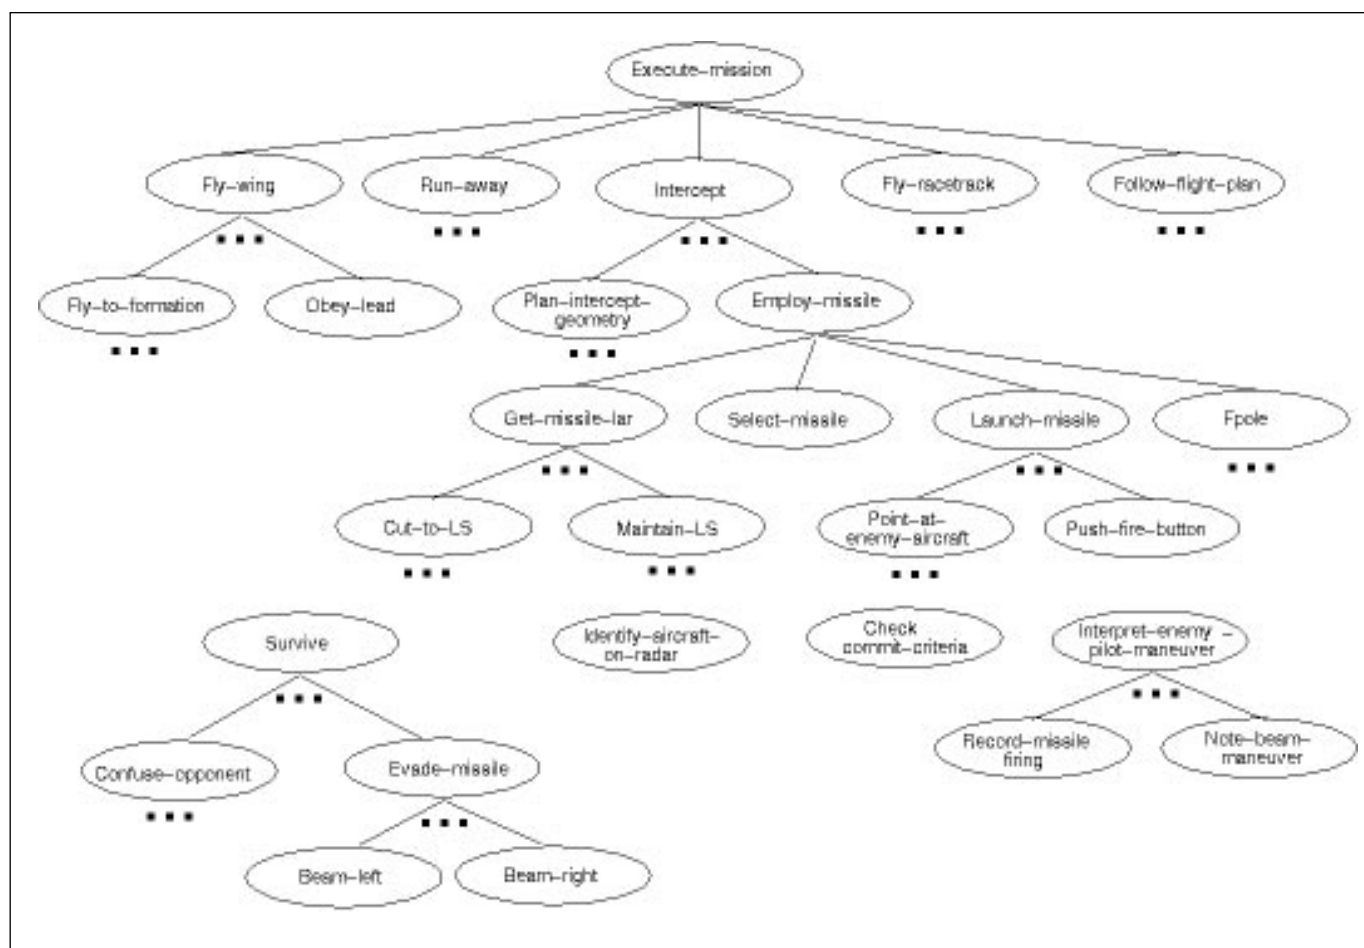 Execute-mission
Fly-wing
Run-away
Intercept
Fly-racetrack
Follow-flight-plan
Fly-to-formation
Obey-lead
Plan-intercept-
geometry
Employ-missile
Get-missile-lar
Select-missile
Launch-missile
Fpole
Cut-to-LS
Maintain-LS
Point-at-
enemy-aircraft
Push-fire-button
Survive
Identify-aircraft-
on-radar
Check
commit-criteria
Interpret-enemy -
pilot-maneuver
Confuse-opponent
Evade-missile
Record-missile
firing
Note-beam-
maneuver
Beam-left
Beam-right